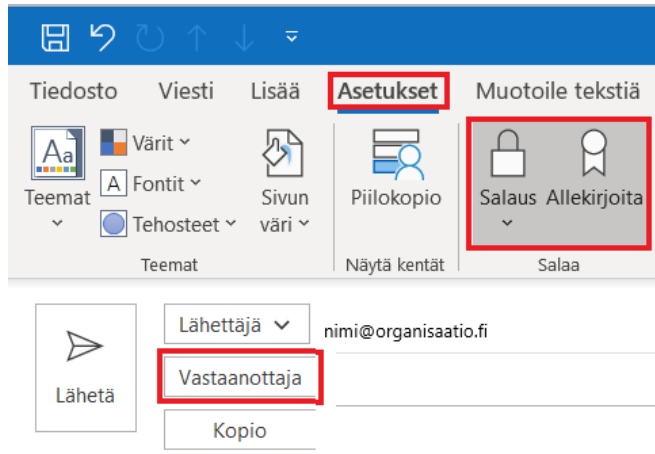 Tiedosto Viesti Lisää Asetukset Muotoile tekstiä
Aa Teemat
Värit
A Fontit
Tehosteet
Sivun
väri
Piilokopio
Salaus Allekirjoita
Teemat Näytä kentät Salaa
Lähetä
Lähettäjä nimi@organisaatio.fi
Vastaanottaja
Kopio